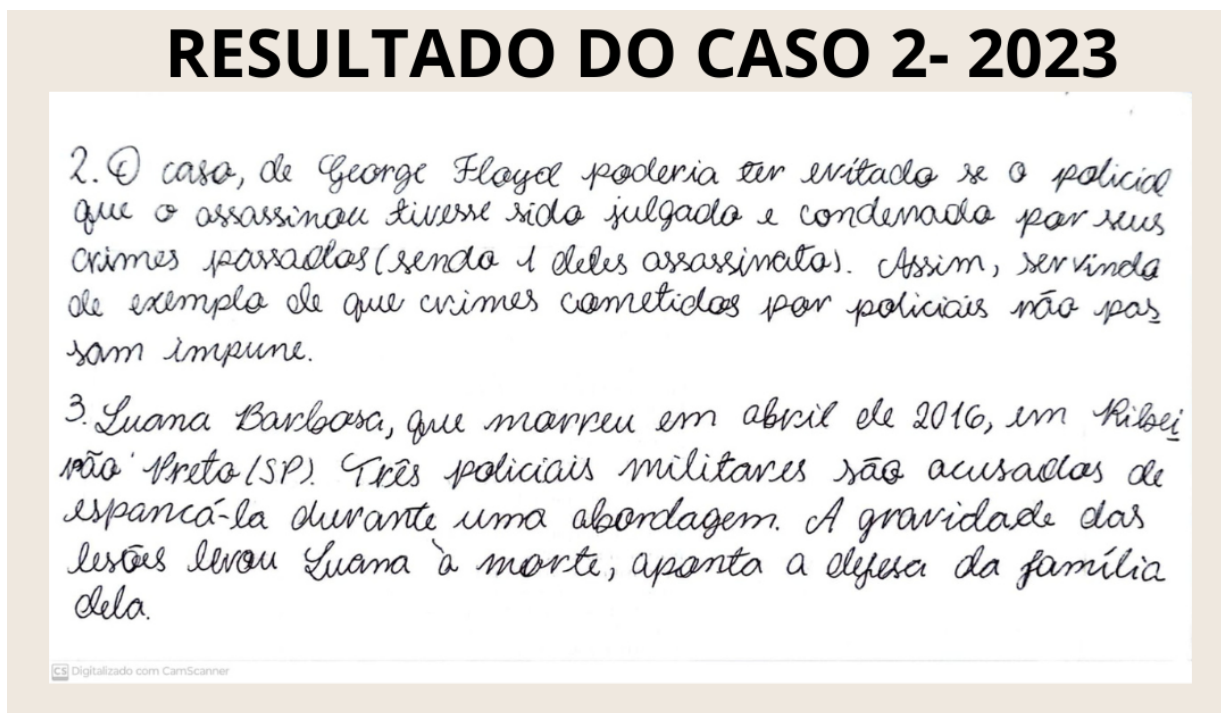 RESULTADO DO CASO 2- 2023
2. O caso, de George Floyd poderia ter evitado se o policial
que o assassinou tivesse sido julgado e condenado por seus
crimes passados (sendo 1 deles assassinato). Assim, servindo
de exemplo de que crimes cometidos por policiais não pas
sam impune.
3. Luana Barbosa, que morreu em abril de 2016, em Ribei
rão Preto (SP). Três policiais militares são acusados de
espancá-la durante uma abordagem. A gravidade das
lesões levou Luana à morte, aponta a defesa da família
dela.
CS Digitalizado com CamScanner